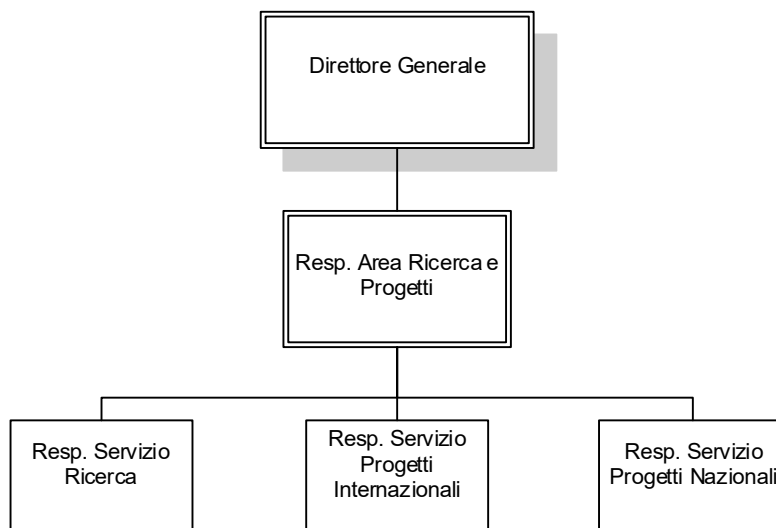 Direttore Generale
Resp. Area Ricerca e
Progetti
Resp. Servizio
Ricerca
Resp. Servizio
Progetti
Internazionali
Resp. Servizio
Progetti Nazionali